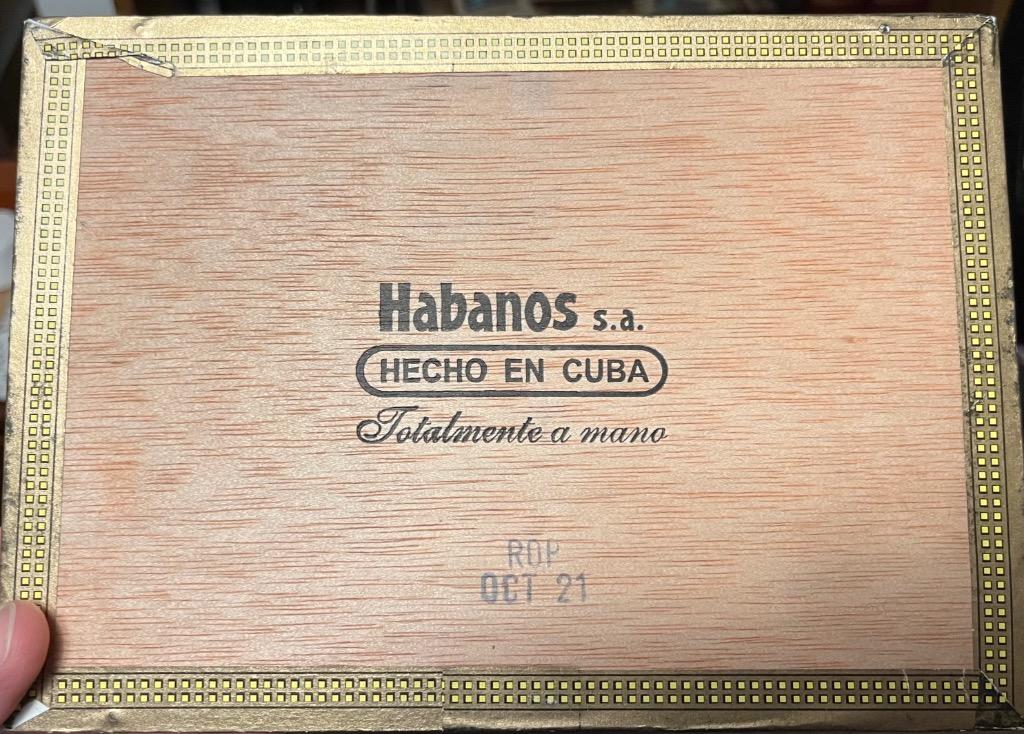 Habanos s.a.
HECHO EN CUBA
Totalmente a mano
ROP
OCT 21